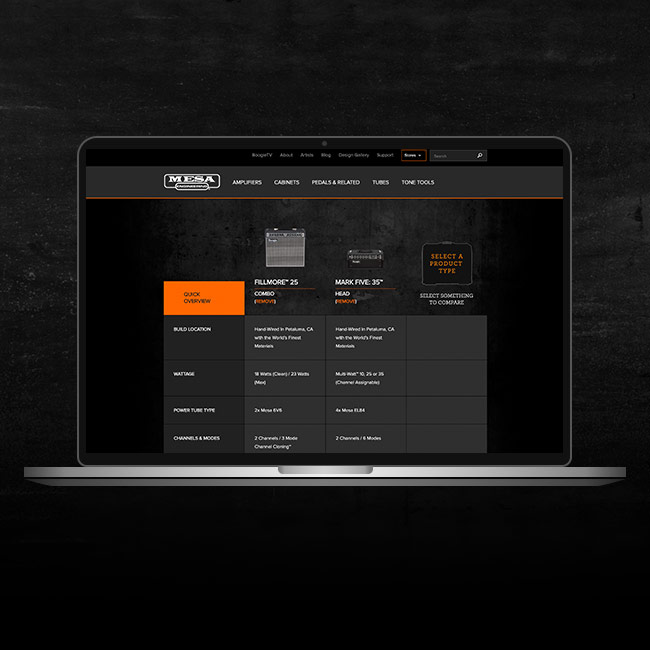 BoogieTV About Artists Blog Design Gallery Support Stores Search
MESA
ENGINEERING
AMPLIFIERS CABINETS PEDALS & RELATED TUBES TONE TOOLS
SELECT A
PRODUCT
TYPE
SELECT SOMETHING
TO COMPARE
FILLMORE™ 25
COMBO
(REMOVE)
MARK FIVE: 35™
HEAD
(REMOVE)
QUICK
OVERVIEW
BUILD LOCATION
Hand-Wired In Petaluma, CA
with the World's Finest
Materials
Hand-Wired In Petaluma, CA
with the World's Finest
Materials
WATTAGE
18 Watts (Clean) / 23 Watts
(Max)
Multi-Watt™ 10, 25 or 35
(Channel Assignable)
POWER TUBE TYPE
2x Mesa 6V6
4x Mesa EL84
CHANNELS & MODES
2 Channels / 3 Mode
Channel Cloning™
2 Channels / 6 Modes